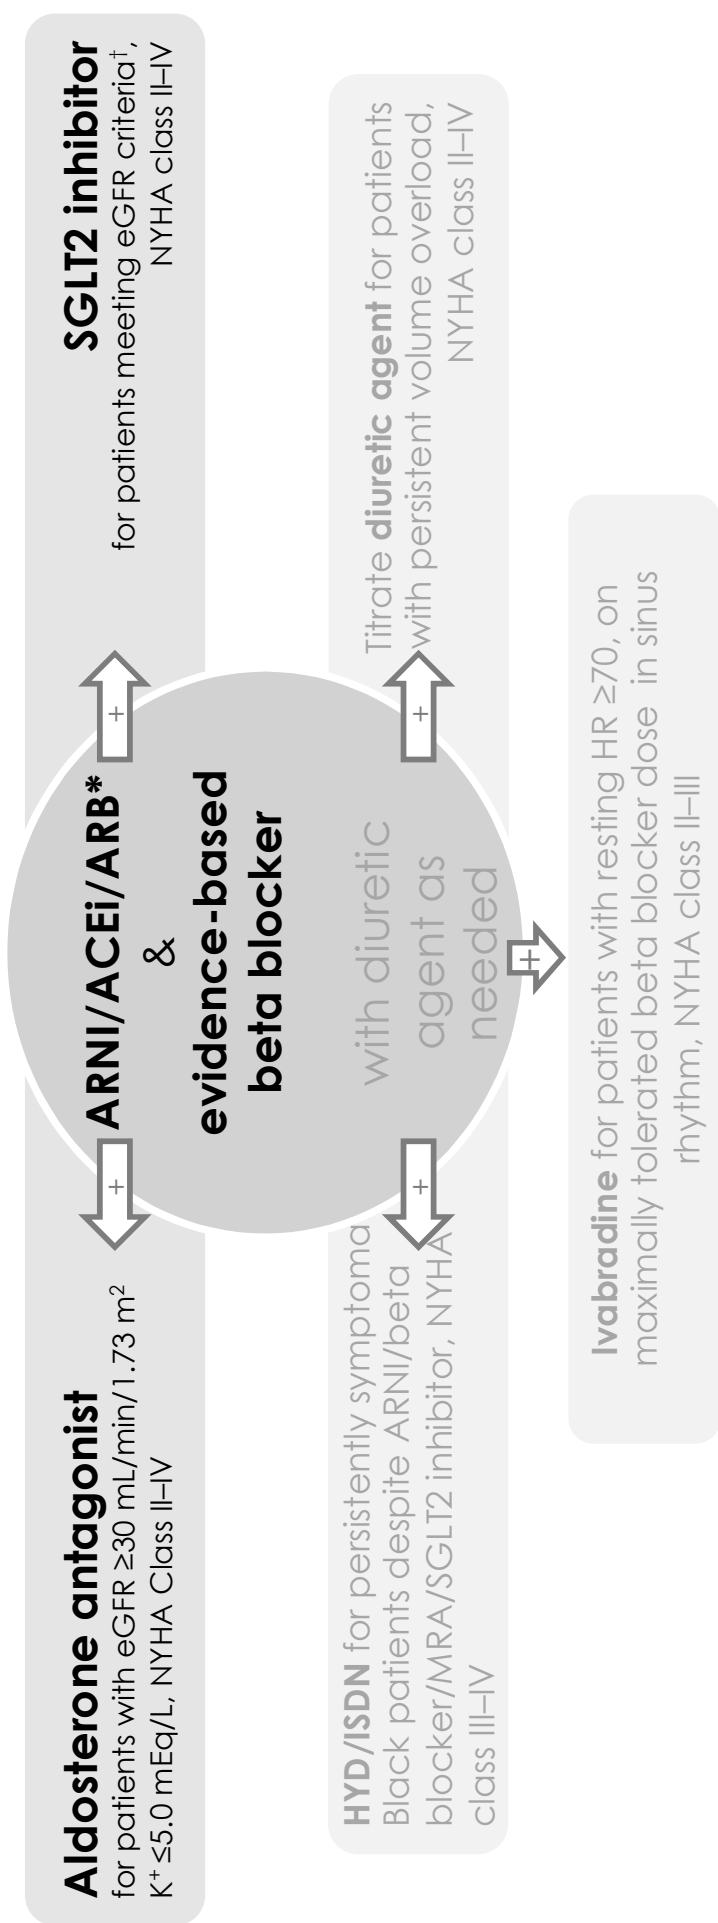 Aldosterone antagonist
for patients with eGFR ≥30 mL/min/1.73 m²
K⁺ ≤5.0 mEq/L, NYHA Class II–IV
+
ARNI/ACEi/ARB*
&
evidence-based
beta blocker
with diuretic
agent as
needed
+
SGLT2 inhibitor
for patients meeting eGFR criteria†,
NYHA class II–IV
HYD/ISDN for persistently symptoma
Black patients despite ARNI/beta
blocker/MRA/SGLT2 inhibitor, NYHA
class III–IV
+
+
Titrate diuretic agent for patients
with persistent volume overload,
NYHA class II–IV
+
Ivabradine for patients with resting HR ≥70, on
maximally tolerated beta blocker dose in sinus
rhythm, NYHA class II–III